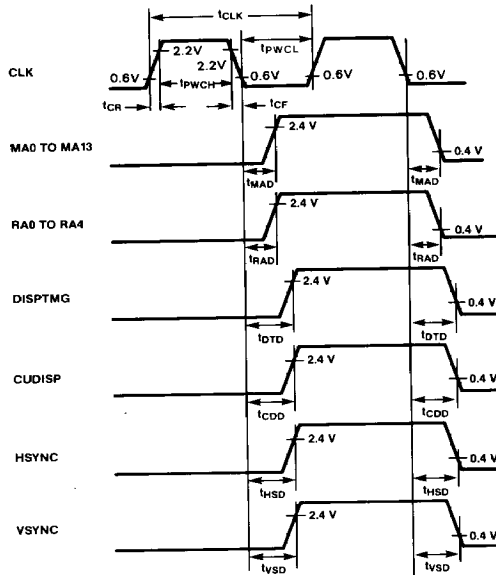 tCLK
2.2V
2.2V
tPWCL
CLK
0.6V
tPWCH
0.6V
0.6V
0.6V
tCR
tCF
MA0 TO MA13
2.4 V
0.4 V
tMAD
tMAD
RA0 TO RA4
2.4 V
0.4 V
tRAD
tRAD
DISPTMG
2.4 V
0.4 V
tDTD
tDTD
CUDISP
2.4 V
0.4 V
tCDD
tCDD
HSYNC
2.4 V
0.4 V
tHSD
tHSD
VSYNC
2.4 V
0.4 V
tVSD
tVSD